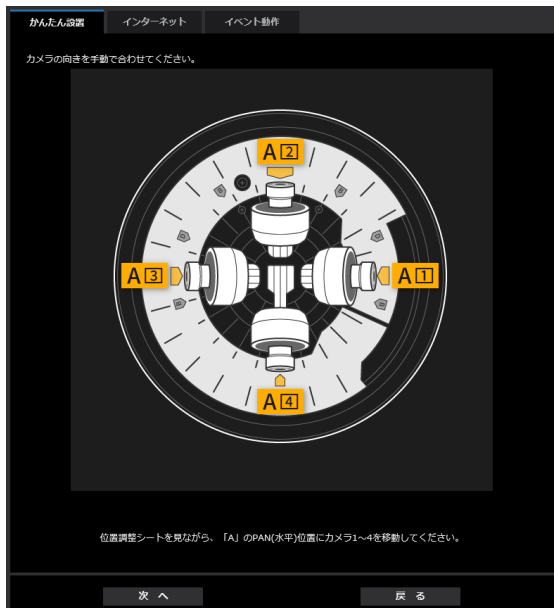 かんたん設置 インターネット イベント動作
カメラの向きを手動で合わせてください。
A 2
A 3
A 1
A 4
位置調整シートを見ながら、「A」のPAN(水平)位置にカメラ1~4を移動してください。
次 へ 戻 る